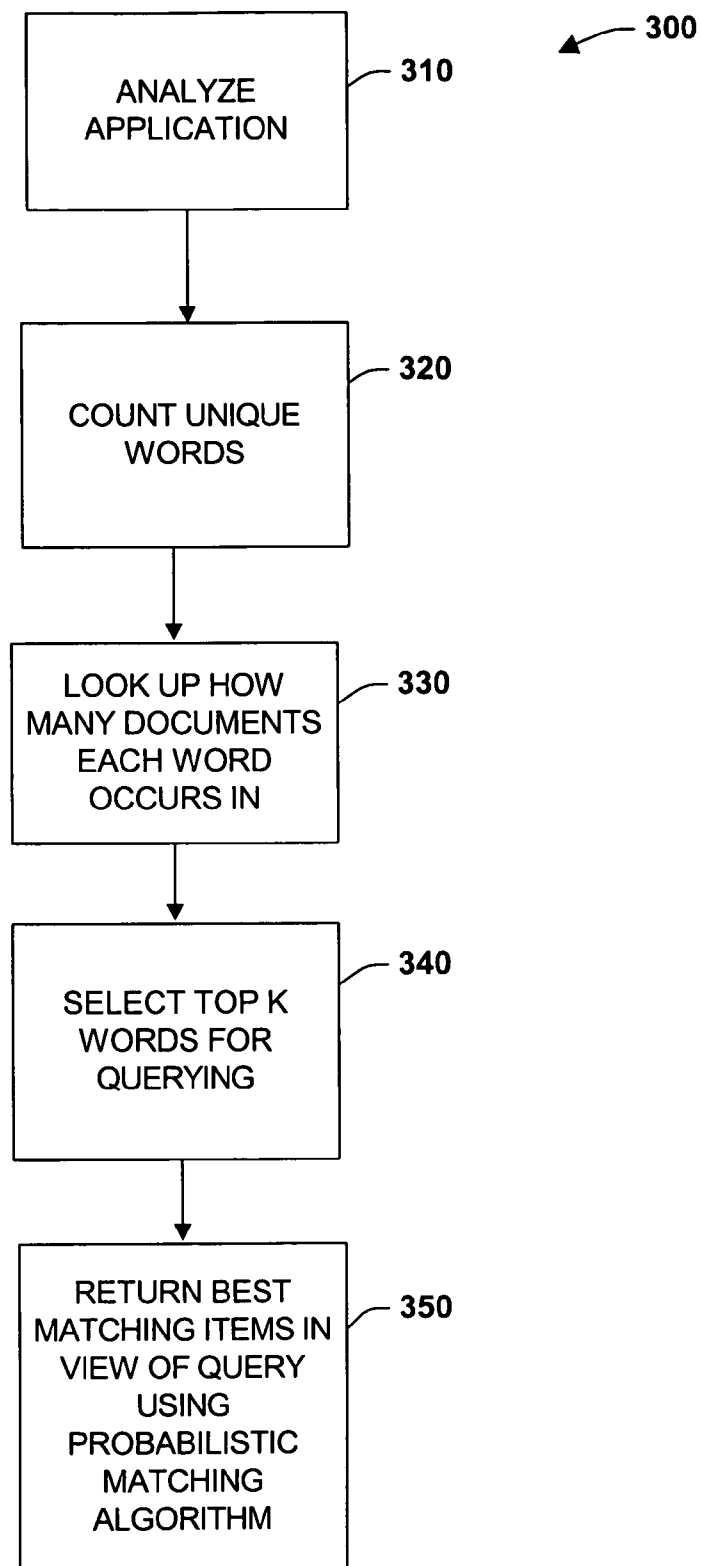 300
ANALYZE
APPLICATION
310
COUNT UNIQUE
WORDS
320
LOOK UP HOW
MANY DOCUMENTS
EACH WORD
OCCURS IN
330
SELECT TOP K
WORDS FOR
QUERYING
340
RETURN BEST
MATCHING ITEMS IN
VIEW OF QUERY
USING
PROBABILISTIC
MATCHING
ALGORITHM
350